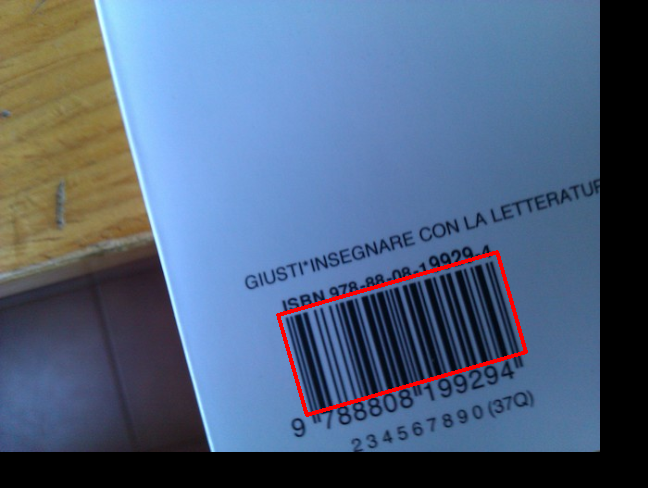 GIUSTI*INSEGNARE CON LA LETTERATUR
ISBN 978-88-08-19929-4
9"788808"199294"
2 3 4 5 6 7 8 9 0 (37Q)